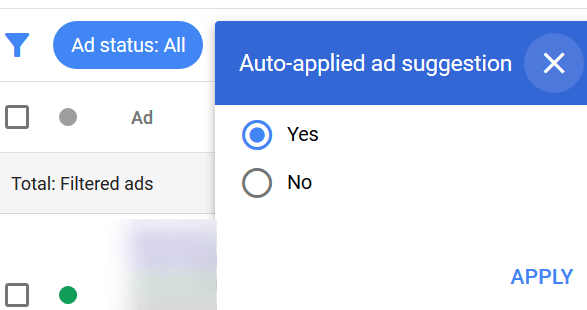 Ad status: All
Auto-applied ad suggestion
Yes
No
APPLY
Ad
Total: Filtered ads